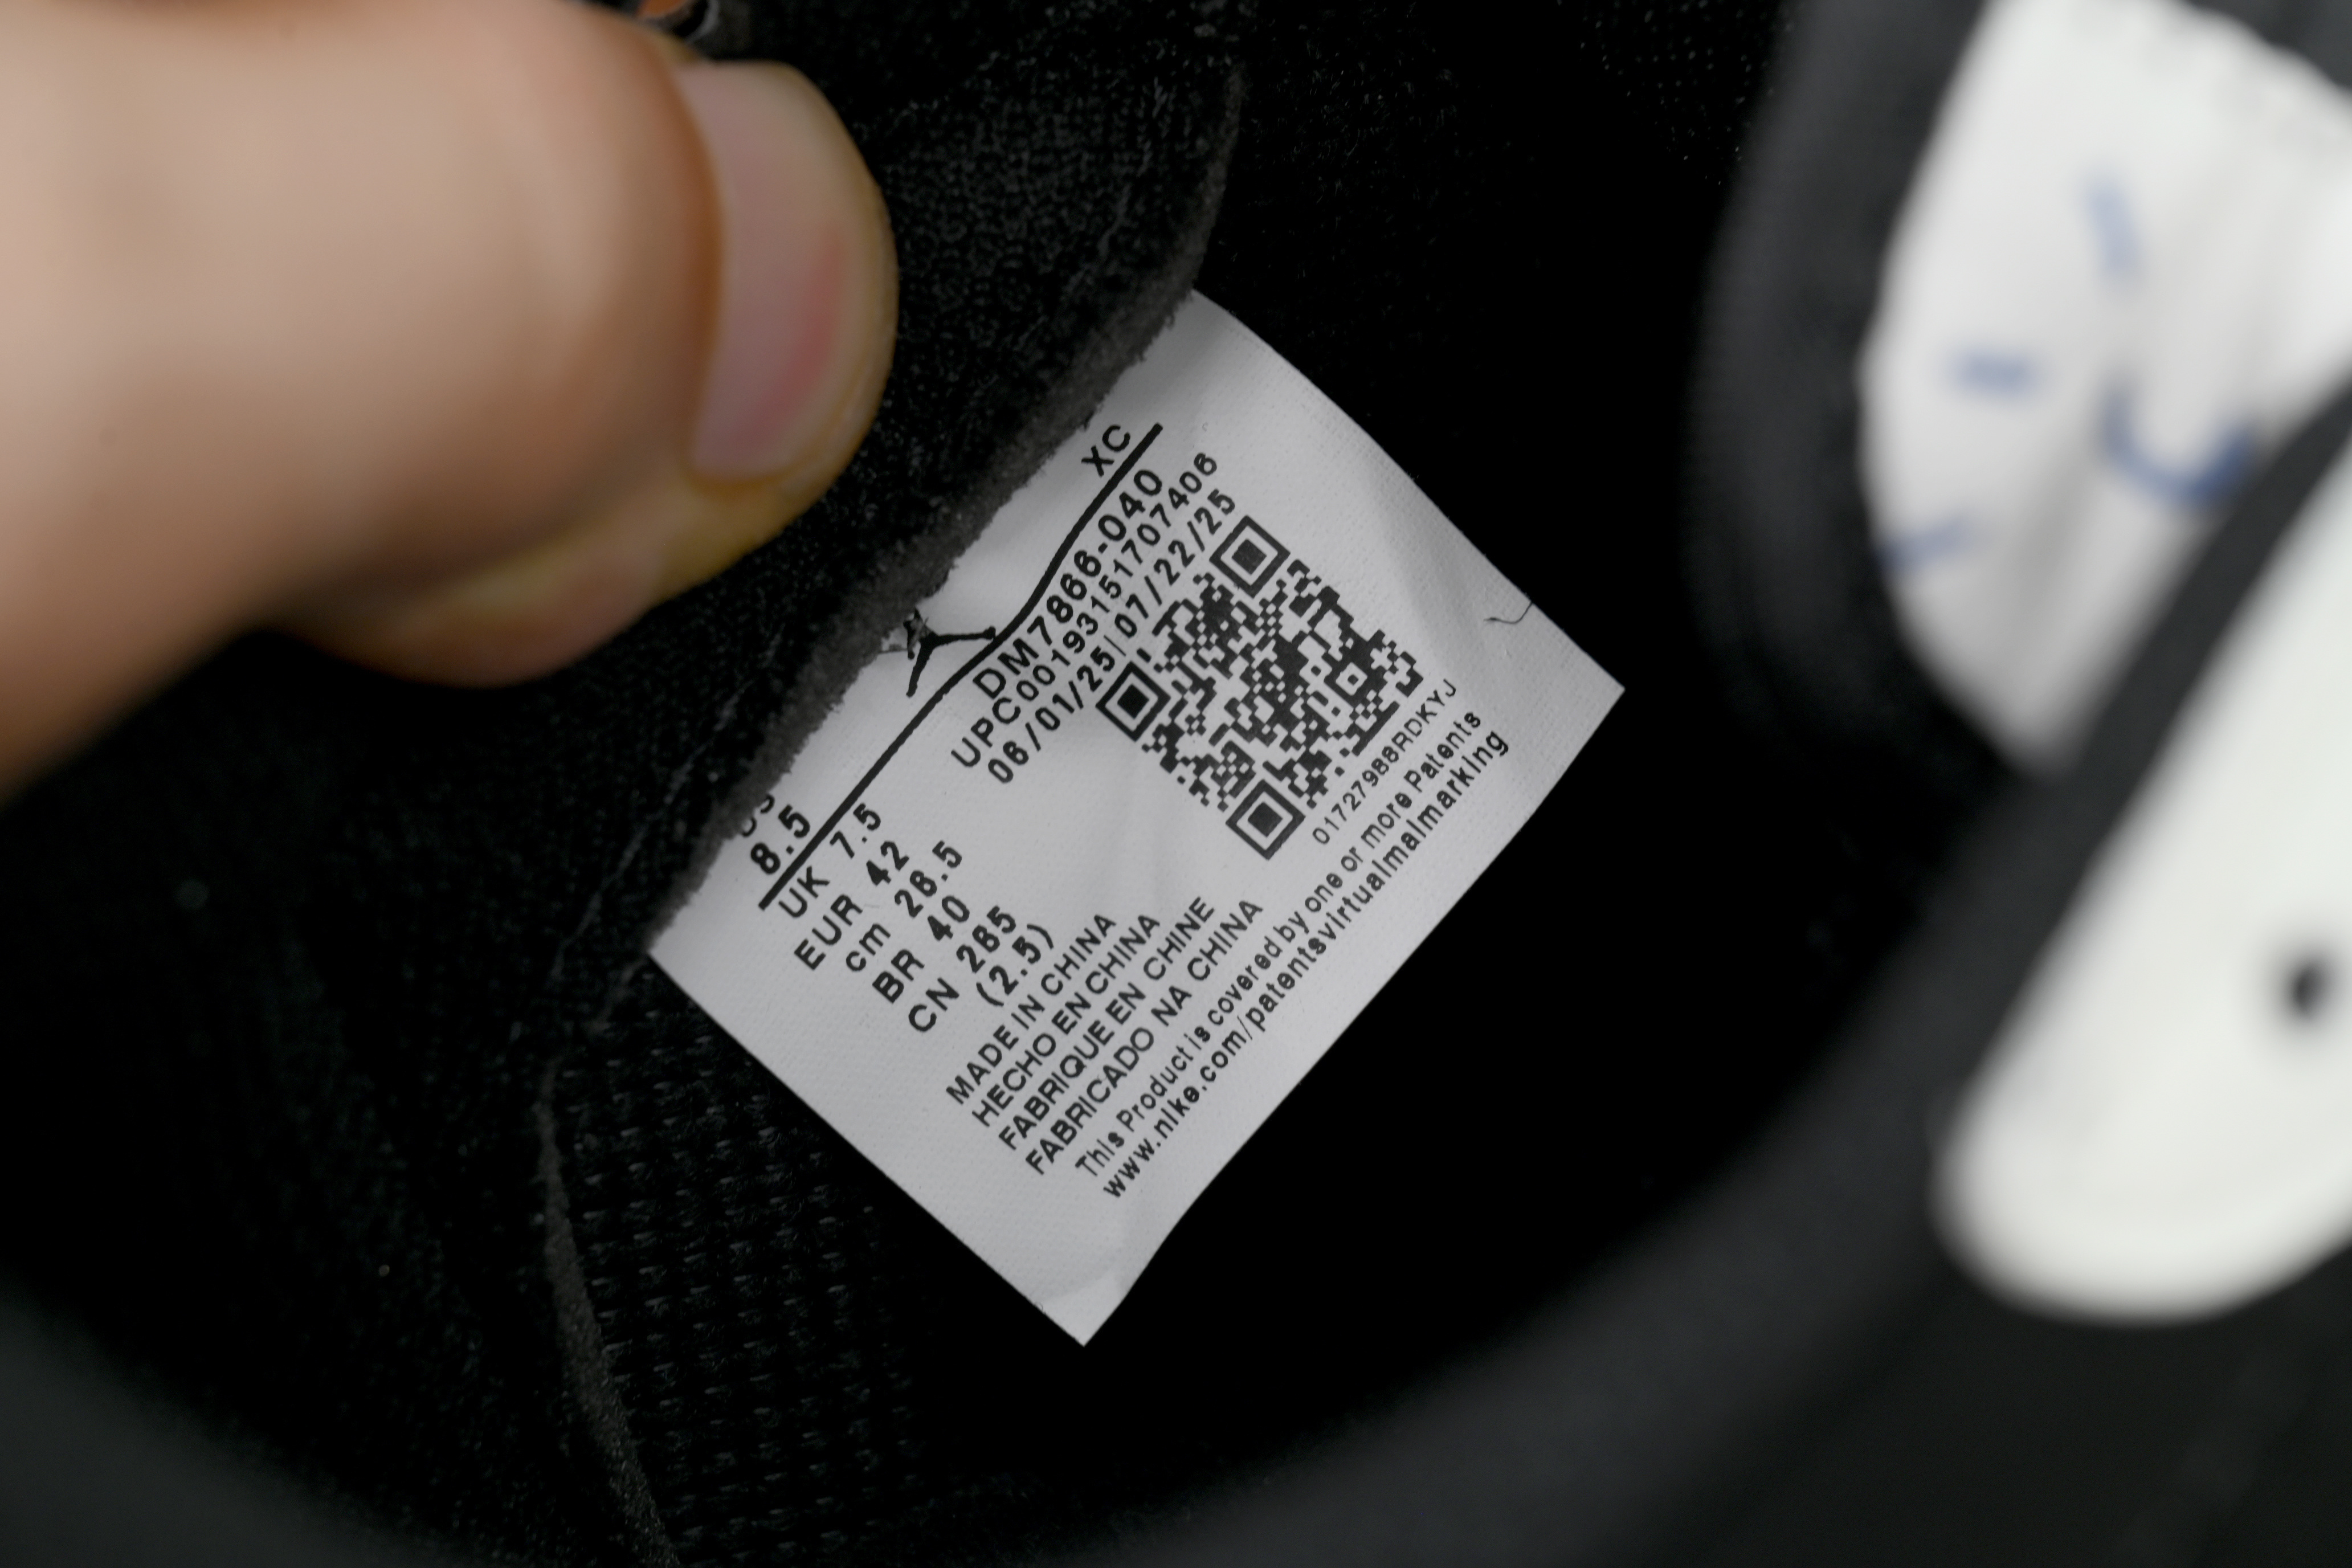 XC
8.5
DM7866-040
UPC00193151707406
06/01/25|07/22/25
UK 7.5
EUR 42
cm 26.5
BR 40
CN 265
(2.5)
01727988RDKYJ
MADE IN CHINA
HECHO EN CHINA
FABRIQUE EN CHINE
FABRICADO NA CHINA
This Product is covered by one or more Patents
www.nike.com/patentsvirtualmalmarking